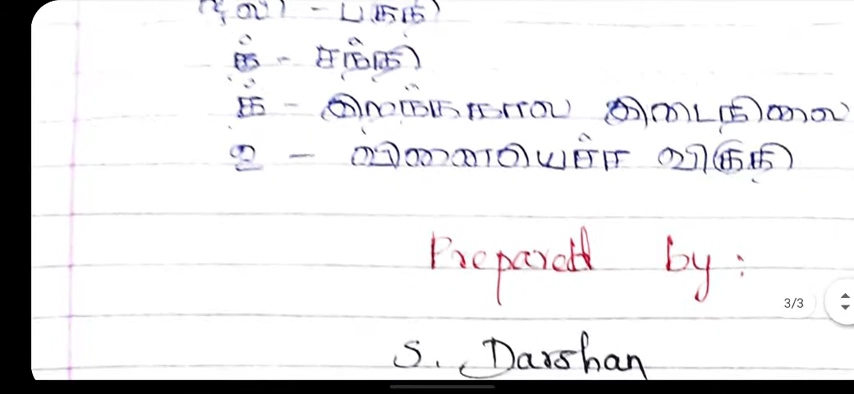 - பகுதி
த் - சந்தி
த் - இறந்தகால இடைநிலை
உ - வினையெச்ச விகுதி
Prepared by :
3/3
S. Darshan